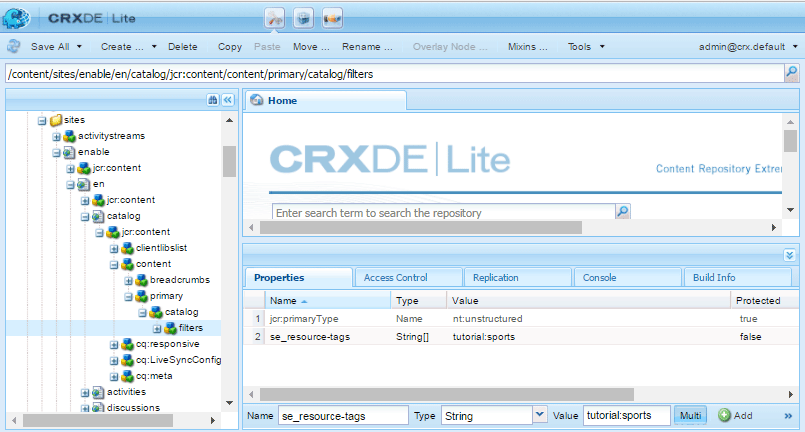 CRXDE | Lite
Save All Create ... Delete Copy Paste Move ... Rename ... Overlay Node ... Mixins ... Tools admin@crx.default
/content/sites/enable/en/catalog/jcr:content/content/primary/catalog/filters
sites
activitystreams
enable
jcr:content
en
jcr:content
catalog
jcr:content
clientlibslist
content
breadcrumbs
primary
catalog
filters
cq:responsive
cq:LiveSyncConfig
cq:meta
activities
discussions
Home
CRXDE | Lite
Content Repository Extrem
Enter search term to search the repository
Properties Access Control Replication Console Build Info
Name Type Value Protected
1 jcr:primaryType Name nt:unstructured true
2 se_resource-tags String[] tutorial:sports false
Name se_resource-tags Type String Value tutorial:sports Multi Add »